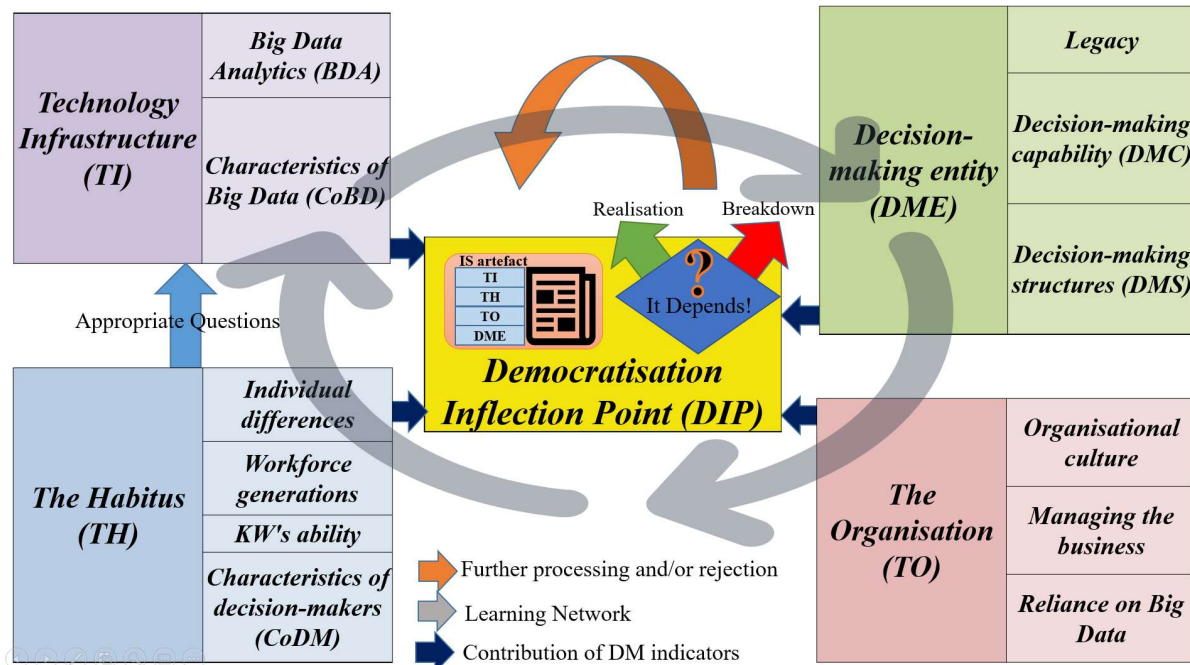 Technology
Infrastructure
(TI)
Big Data
Analytics (BDA)
Characteristics of
Big Data (CoBD)
Appropriate Questions
The Habitus
(TH)
Individual
differences
Workforce
generations
KW's ability
Characteristics of
decision-makers
(CoDM)
Realisation
Breakdown
IS artefact
TI
TH
TO
DME
?
It Depends!
Democratisation
Inflection Point (DIP)
Decision-
making entity
(DME)
Legacy
Decision-making
capability (DMC)
Decision-making
structures (DMS)
The
Organisation
(TO)
Organisational
culture
Managing the
business
Reliance on Big
Data
Further processing and/or rejection
Learning Network
Contribution of DM indicators